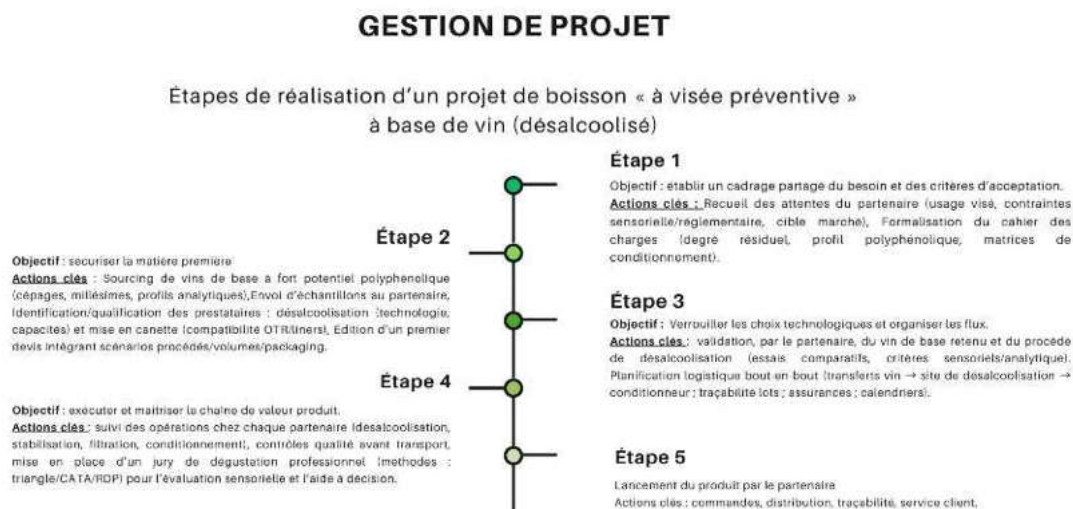 GESTION DE PROJET
Étapes de réalisation d'un projet de boisson « à visée préventive »
à base de vin (désalcoolisé)
Étape 1
Objectif : établir un cadrage partagé du besoin et des critères d'acceptation.
Actions clés : Recueil des attentes du partenaire (usage visé, contraintes
sensorielle/réglementaire, cible marché), Formalisation du cahier des
charges (degré résiduel, profil polyphénolique, matrices de
conditionnement).
Étape 2
Objectif : sécuriser la matière première
Actions clés : Sourcing de vins de base à fort potentiel polyphénolique
(cépages, millésimes, profils analytiques),Envoi d'échantillons au partenaire,
Identification/qualification des prestataires : désalcoolisation (technologie,
capacités) et mise en canette (compatibilité OTR/liners), Édition d'un premier
devis intégrant scénarios procédés/volumes/packaging.
Étape 3
Objectif : Verrouiller les choix technologiques et organiser les flux.
Actions clés : validation, par le partenaire, du vin de base retenu et du procédé
de désalcoolisation (essais comparatifs, critères sensoriels/analytique).
Planification logistique bout en bout (transferts vin → site de désalcoolisation →
conditionneur ; traçabilité lots ; assurances ; calendriers).
Étape 4
Objectif : exécuter et maîtriser la chaîne de valeur produit.
Actions clés : suivi des opérations chez chaque partenaire (désalcoolisation,
stabilisation, filtration, conditionnement), contrôles qualité avant transport,
mise en place d'un jury de dégustation professionnel (méthodes :
triangle/CATA/RDP) pour l'évaluation sensorielle et l'aide a décision.
Étape 5
Lancement du produit par le partenaire
Actions clés : commandes, distribution, traçabilité, service client,